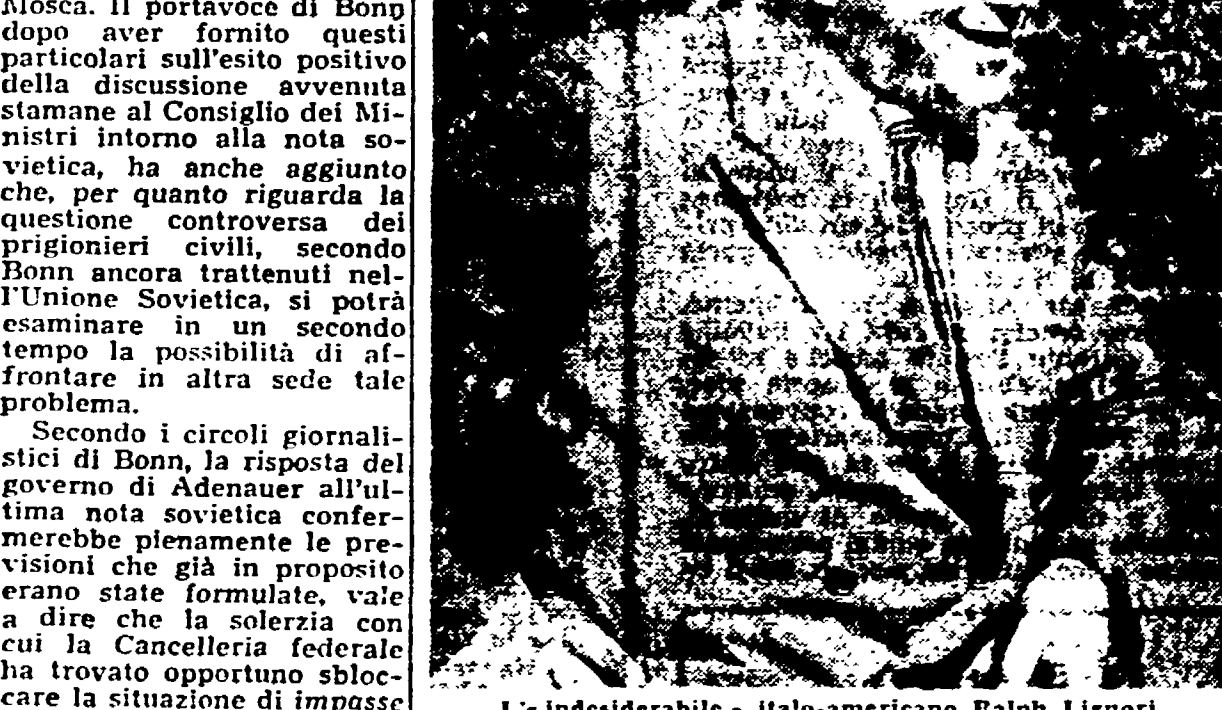 Mosca. Il portavoce di Bonn
dopo aver fornito questi
particolari sull'esito positivo
della discussione avvenuta
stamane al Consiglio dei Mi-
nistri intorno alla nota so-
vietica, ha anche aggiunto
che, per quanto riguarda la
questione controversa dei
prigionieri civili, secondo
Bonn ancora trattenuti nel-
l'Unione Sovietica, si potrà
esaminare in un secondo
tempo la possibilità di af-
frontare in altra sede tale
problema.
Secondo i circoli giornali-
stici di Bonn, la risposta del
governo di Adenauer all'ul-
tima nota sovietica confer-
merebbe pienamente le pre-
visioni che già in proposito
erano state formulate, vale
a dire che la solerzia con
cui la Cancelleria federale
ha trovato opportuno sbloc-
care la situazione di impasse
L'« indesiderabile » italo-americano Ralph Liguori